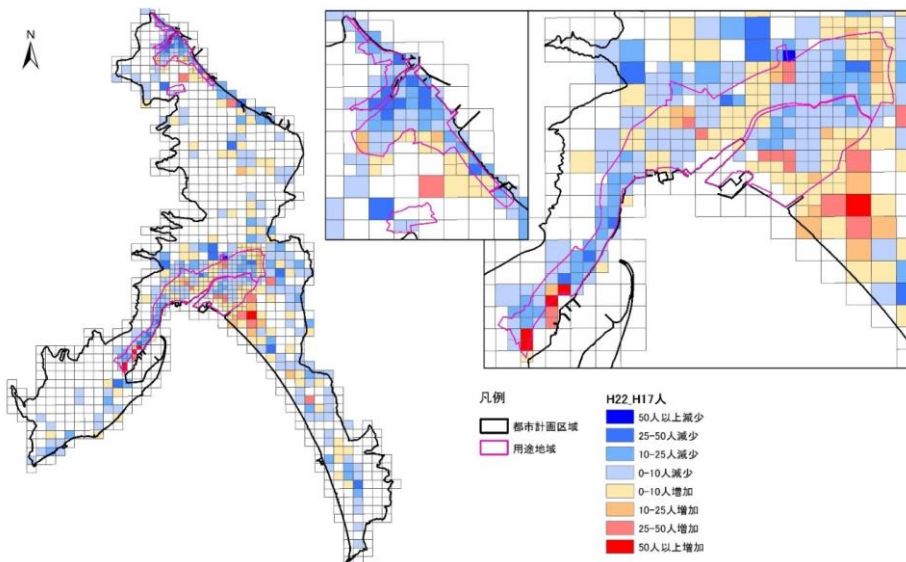 N
凡例
都市計画区域
用途地域
H22_H17人
50人以上減少
25-50人減少
10-25人減少
0-10人減少
0-10人増加
10-25人増加
25-50人増加
50人以上増加